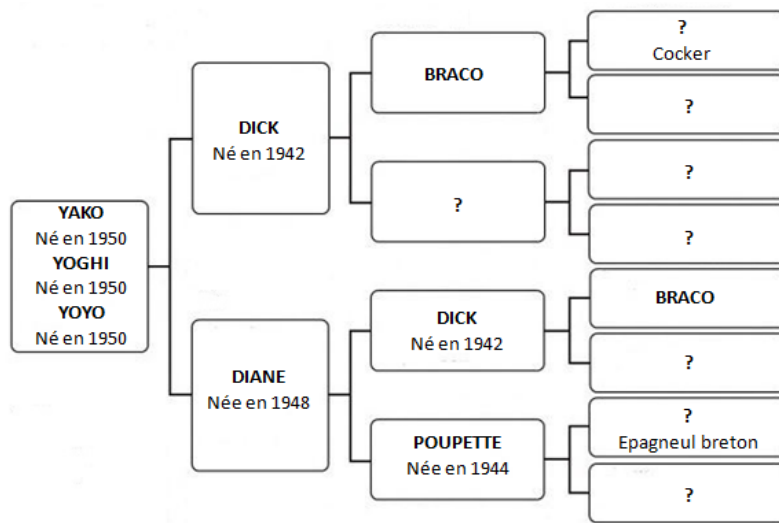 YAKO
Né en 1950
YOGHI
Né en 1950
YOYO
Né en 1950
DICK
Né en 1942
DIANE
Née en 1948
BRACO
?
DICK
Né en 1942
POUPETTE
Née en 1944
?
Cocker
?
?
?
BRACO
?
?
Epagneul breton
?